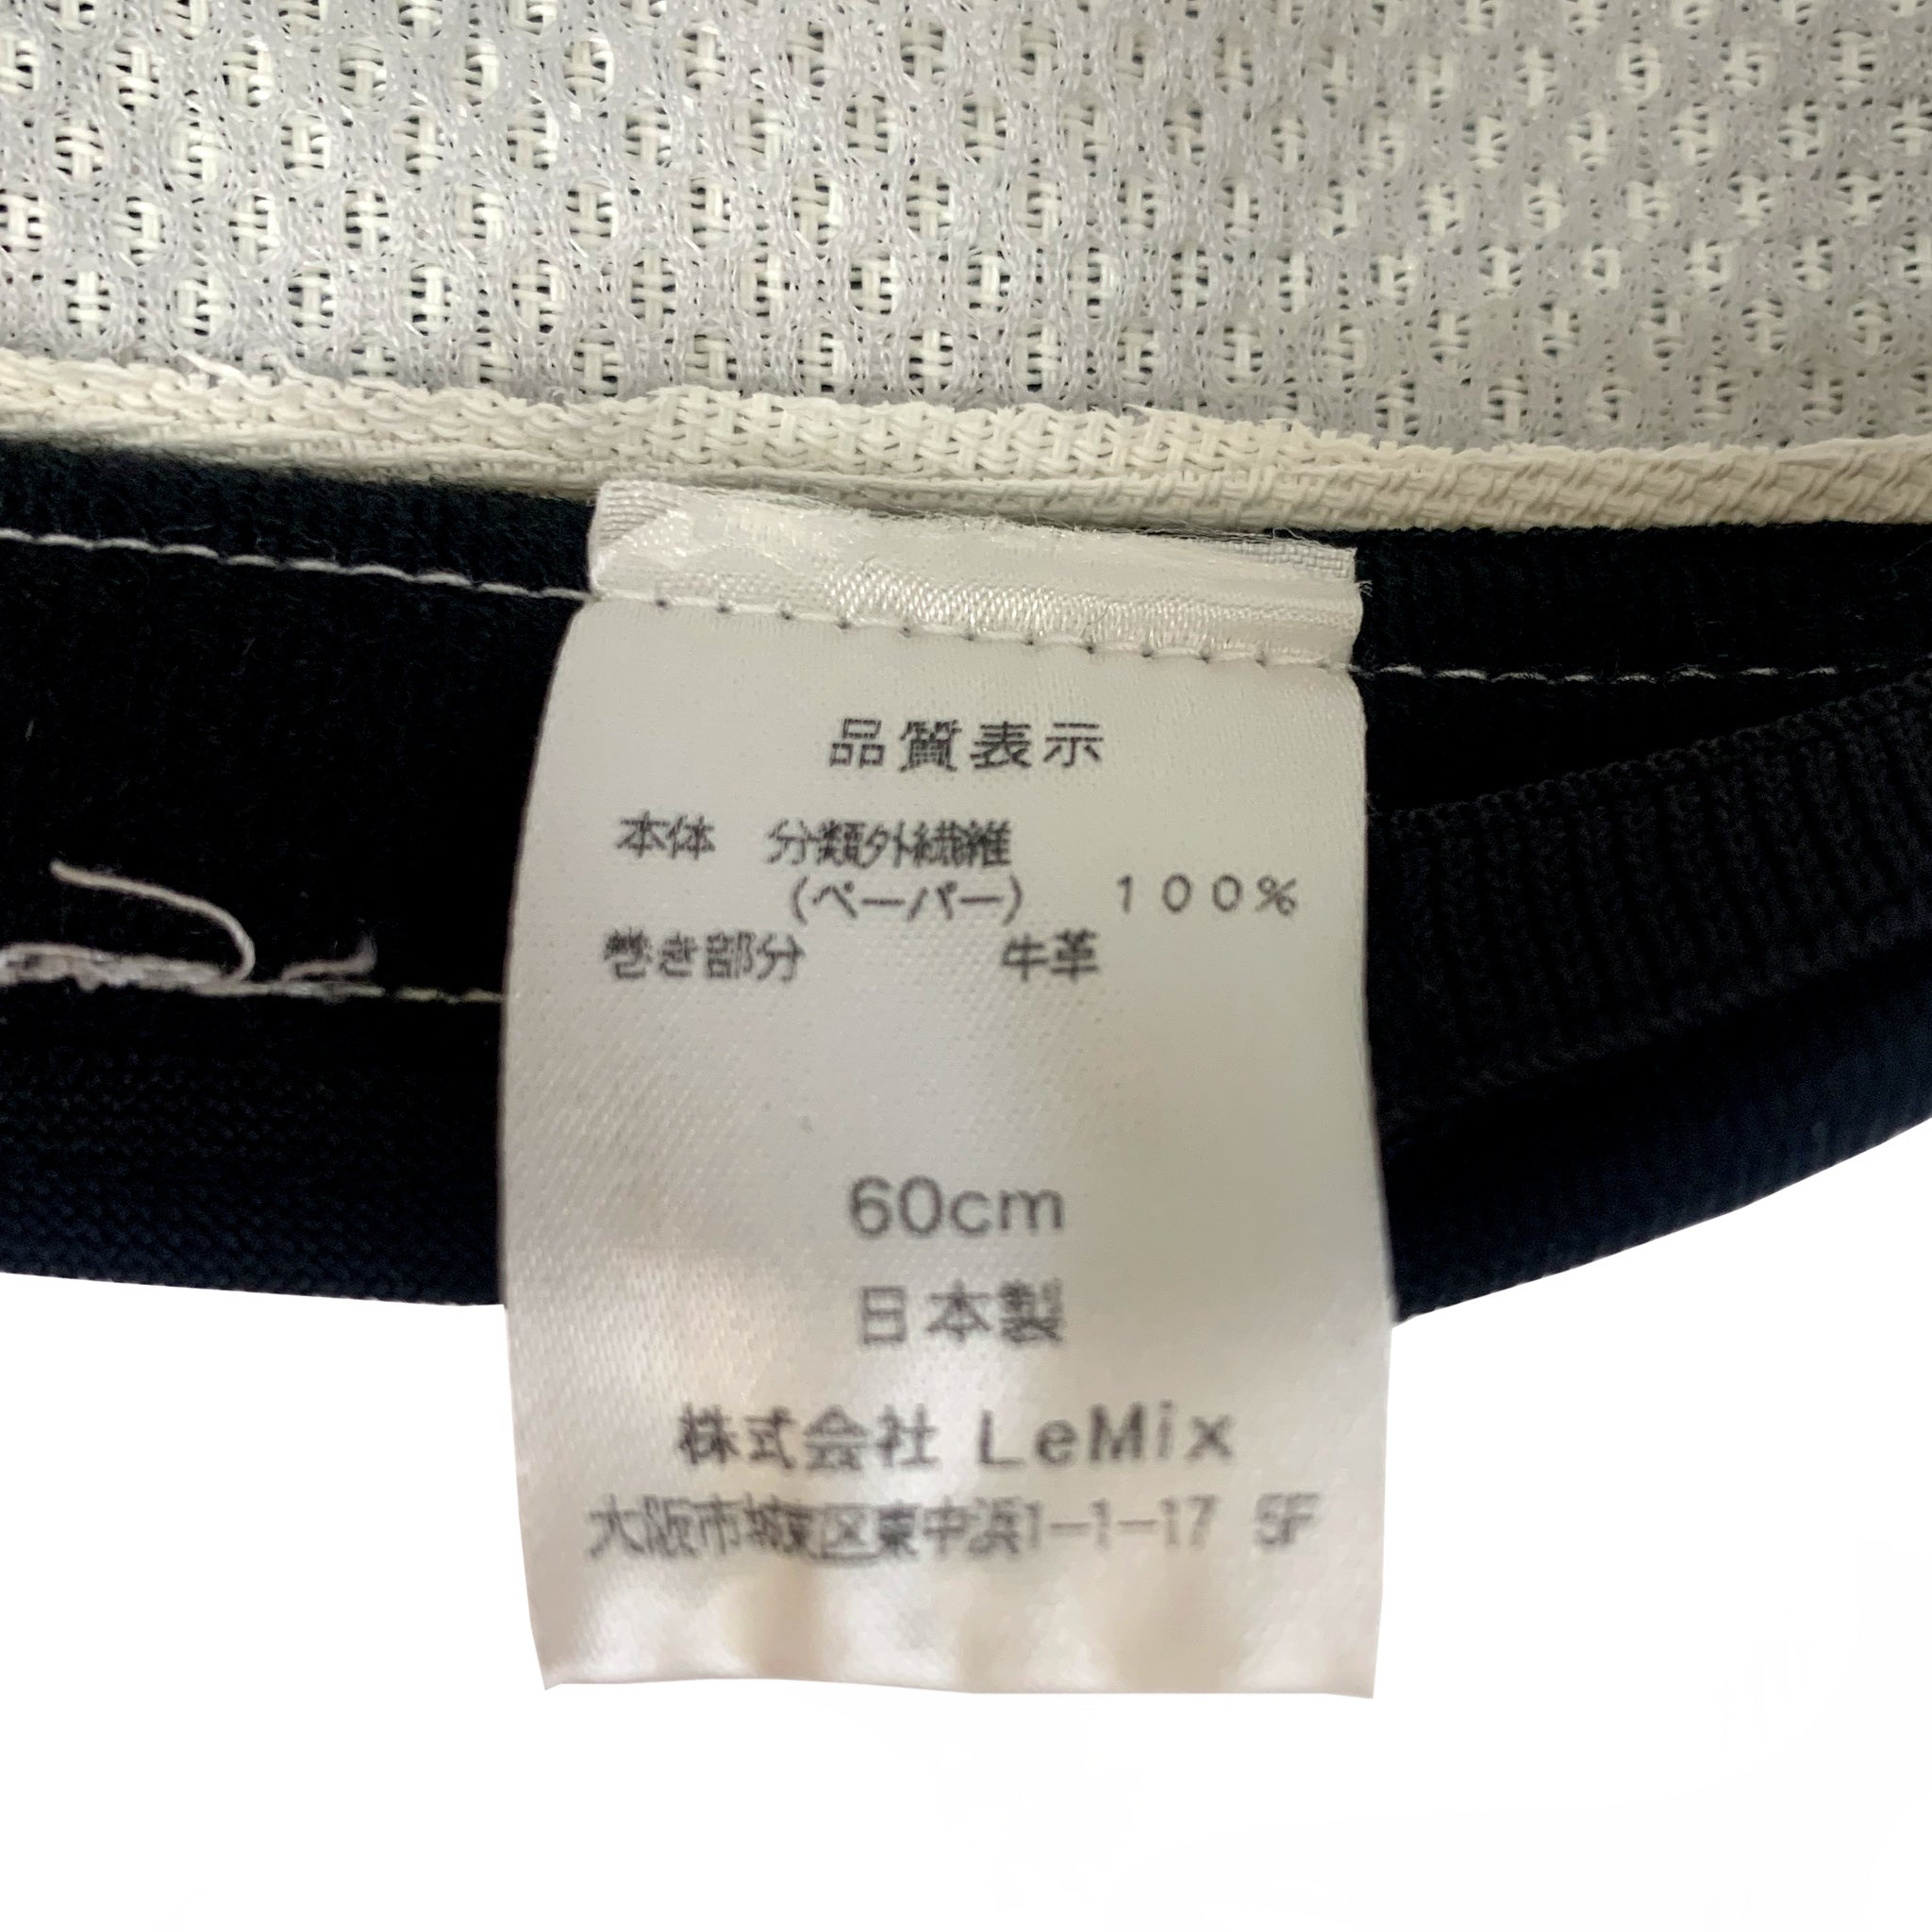 品質表示
本体 分類外繊維
(ペーパー) 100%
巻き部分 牛革
60cm
日本製
株式会社 LeMix
大阪市城東区東中浜1-1-17 5F